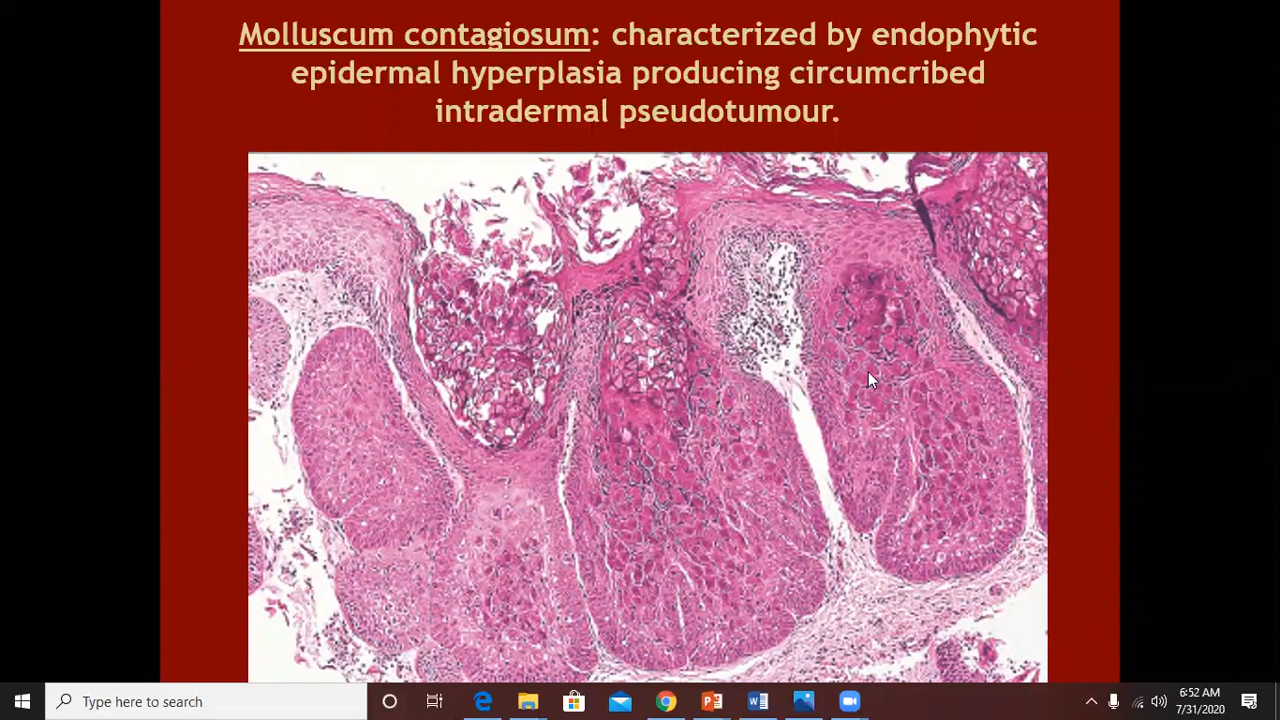 Molluscum contagiosum: characterized by endophytic
epidermal hyperplasia producing circumcribed
intradermal pseudotumour.
Type here to search
6:52 AM
7/31/2020